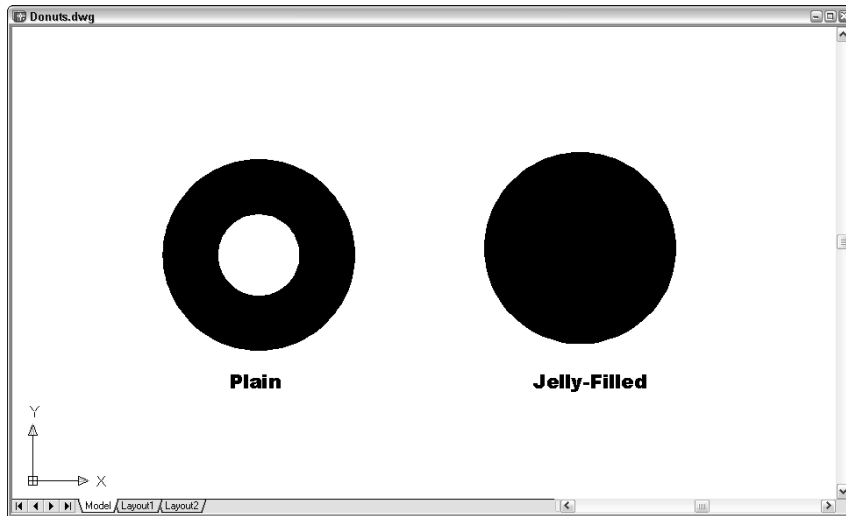 Donuts.dwg
Plain
Jelly-Filled
Y
X
Model Layout1 Layout2